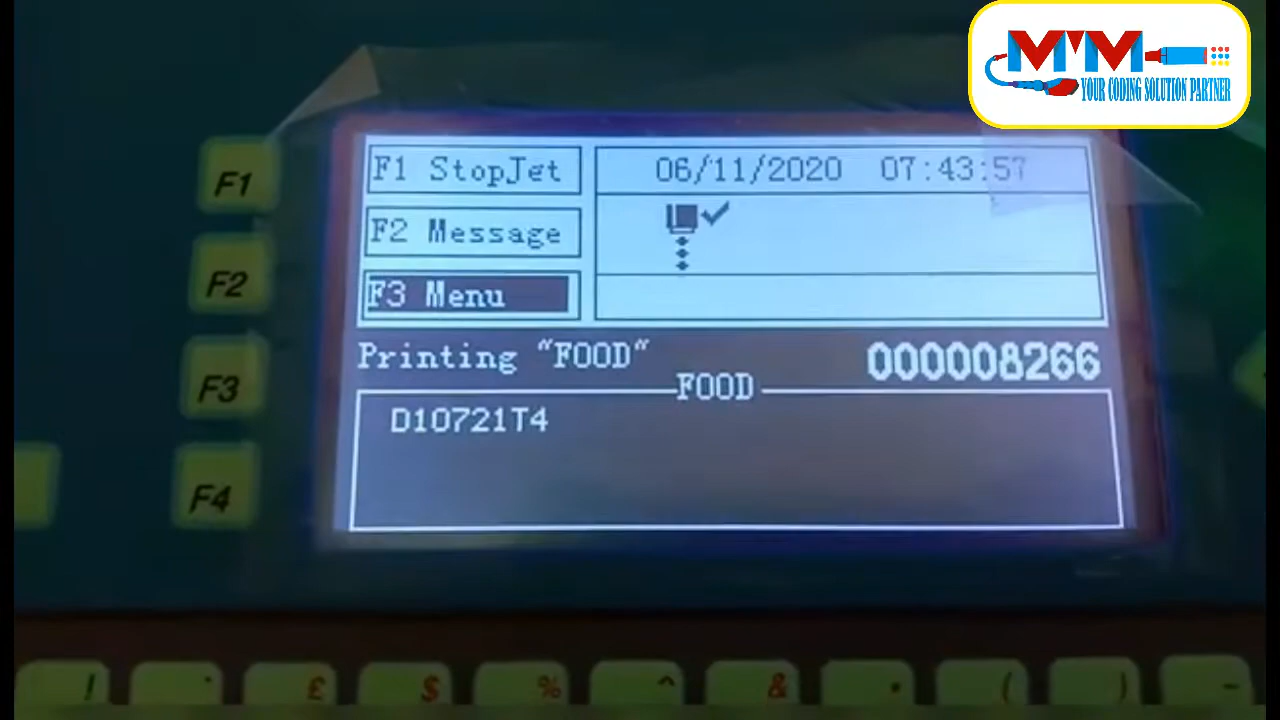 M'M
YOUR CODING SOLUTION PARTNER
F1
F1 StopJet
06/11/2020 07:43:57
F2
F2 Message
F3
F3 Menu
Printing "FOOD"
000008266
FOOD
D10721T4
F4
! ' £ $ % ^ & * ( ) -